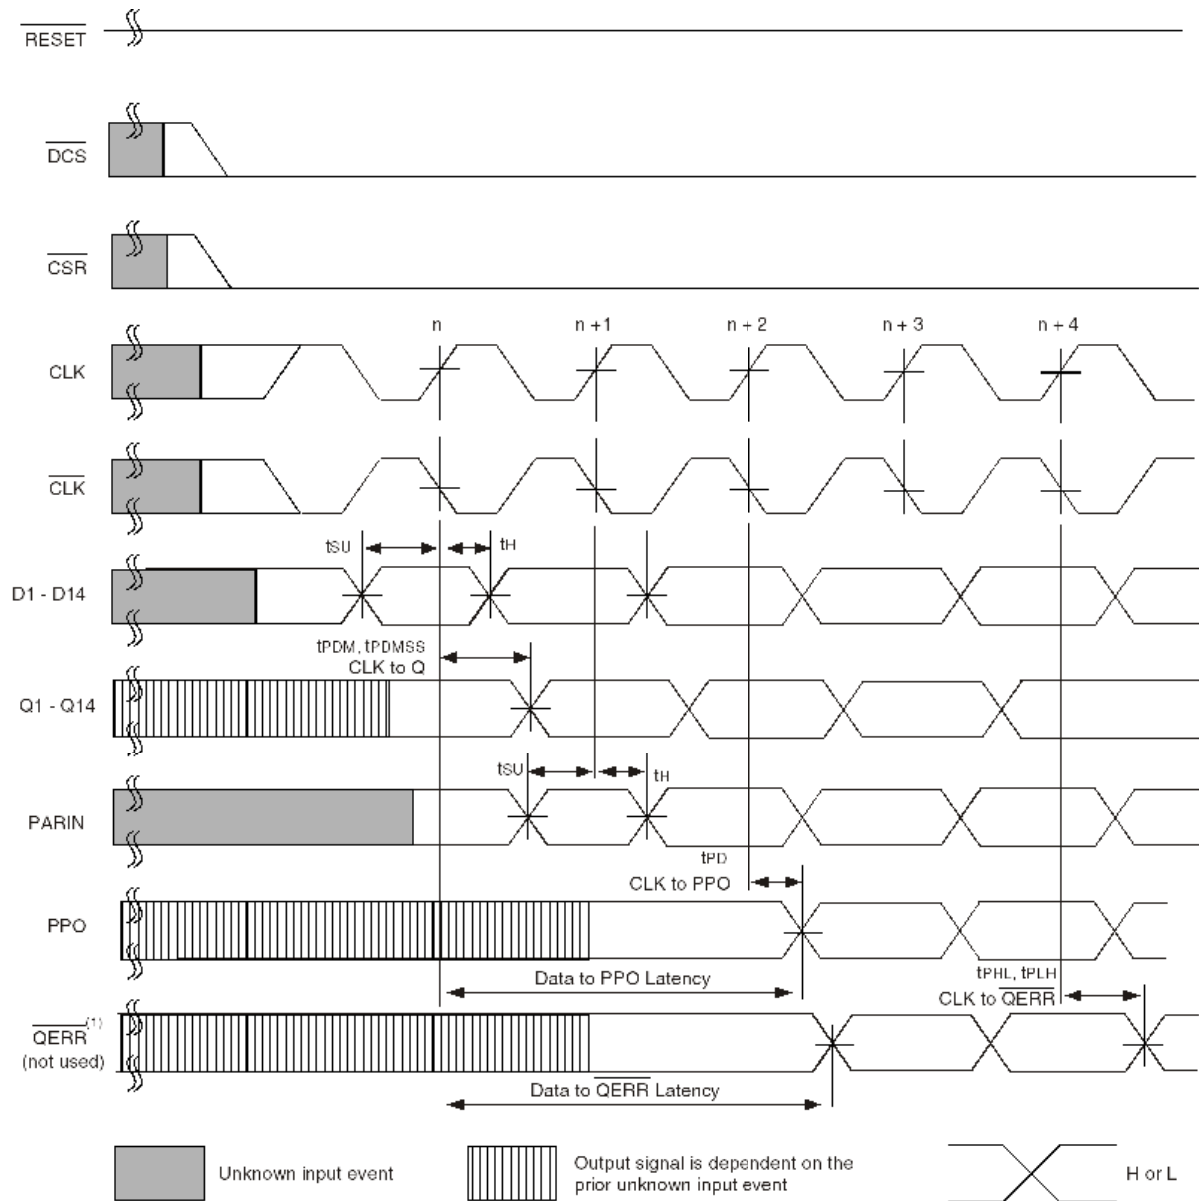 RESET
DCS
CSR
n n + 1 n + 2 n + 3 n + 4
CLK
CLK
tSU tH
D1 - D14
tPDM, tPDMSS
CLK to Q
Q1 - Q14
tSU tH
PARIN
tPD
CLK to PPO
PPO
Data to PPO Latency
tPHL, tPLH
CLK to QERR
QERR(1)
(not used)
Data to QERR Latency
Unknown input event
Output signal is dependent on the
prior unknown input event
H or L